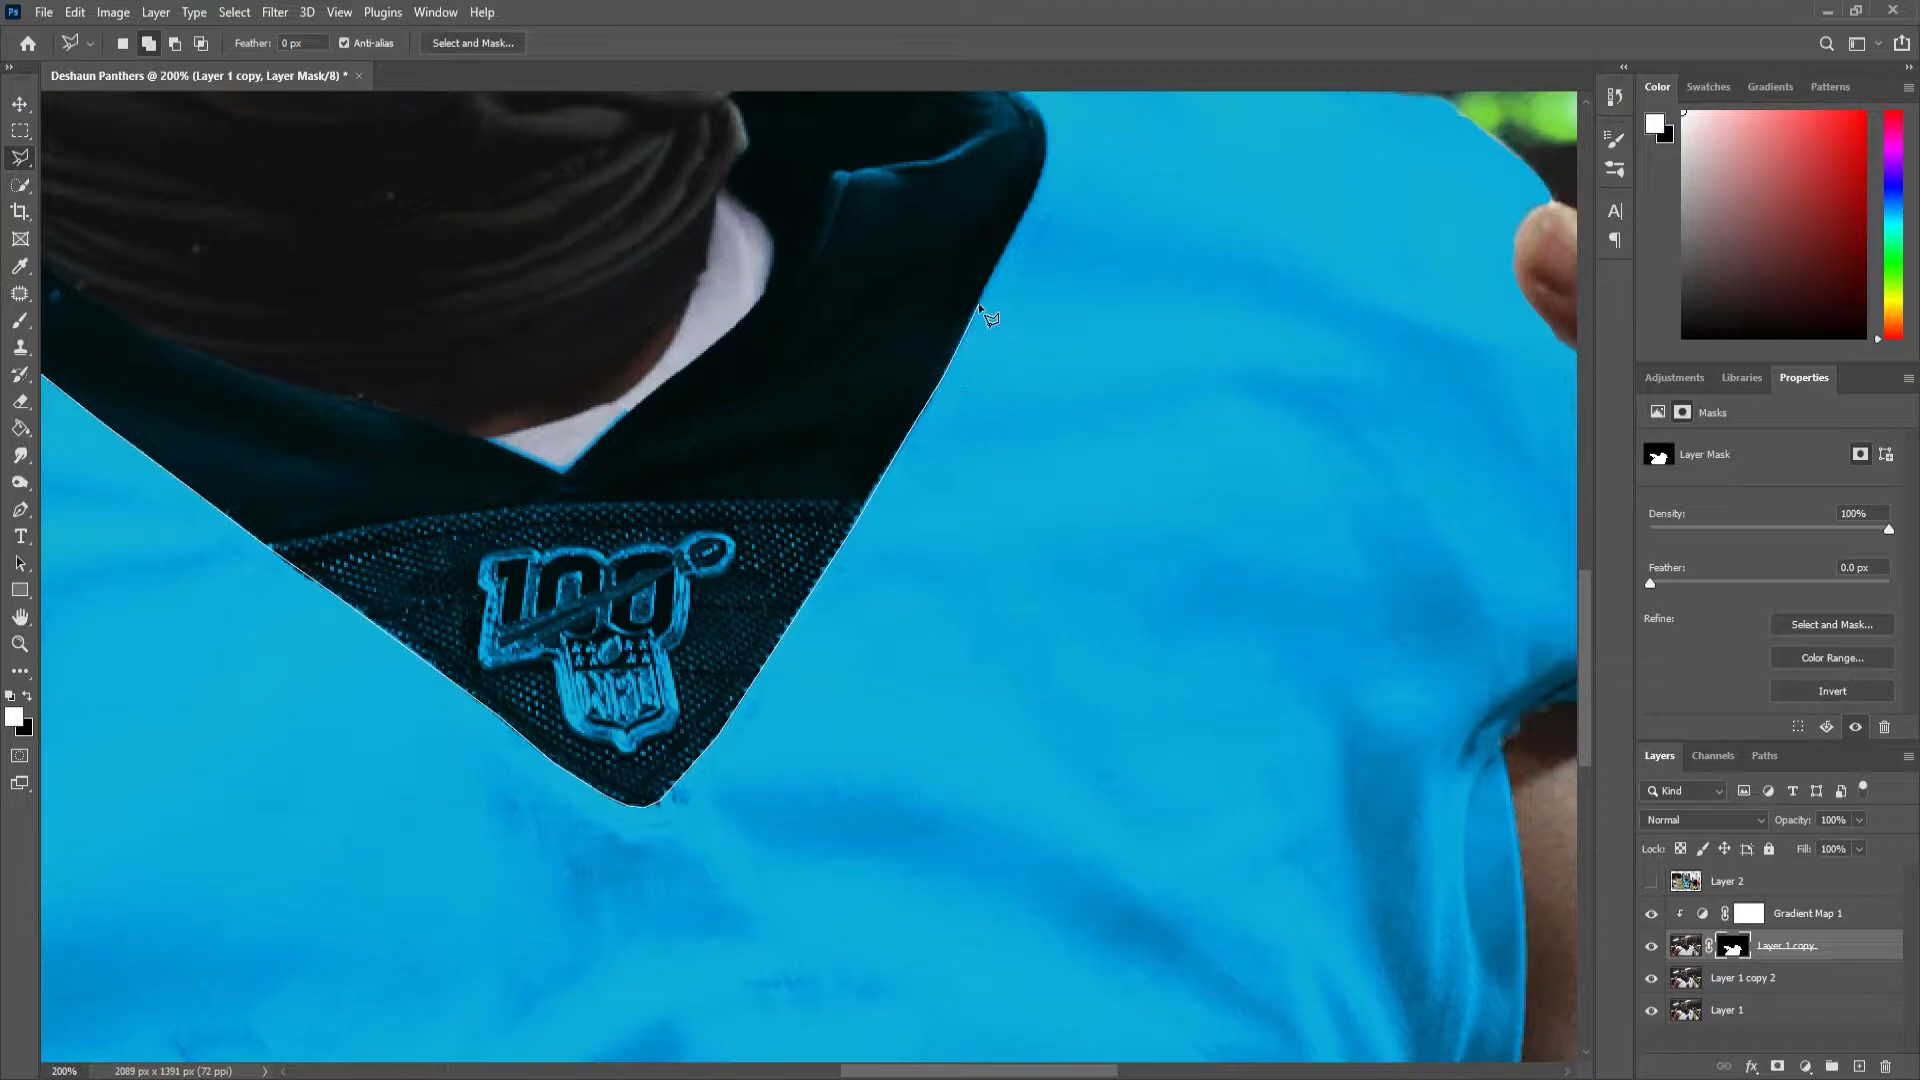 Ps File Edit Image Layer Type Select Filter 3D View Plugins Window Help
Feather: 0 px Anti-alias Select and Mask...
Deshaun Panthers @ 200% (Layer 1 copy, Layer Mask/8) *
Color Swatches Gradients Patterns
Adjustments Libraries Properties
Masks
Layer Mask
Density: 100%
Feather: 0.0 px
Refine: Select and Mask...
Color Range...
Invert
Layers Channels Paths
Kind
Normal Opacity: 100%
Lock: Fill: 100%
Layer 2
Gradient Map 1
Layer 1 copy
Layer 1 copy 2
Layer 1
100
NFL
200% 2089 px x 1391 px (72 ppi)